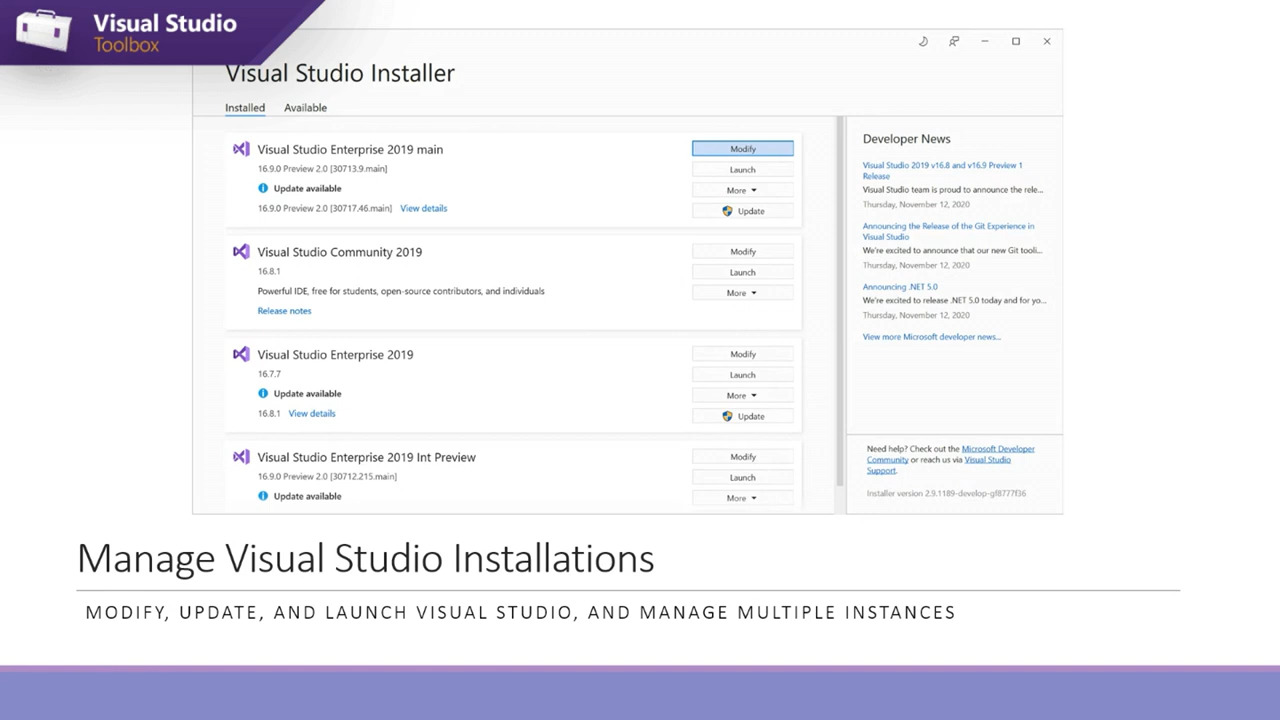 Visual Studio
Toolbox
Visual Studio Installer
Installed Available
Visual Studio Enterprise 2019 main
16.9.0 Preview 2.0 [30713.9.main]
Update available
16.9.0 Preview 2.0 [30717.46.main] View details
Modify
Launch
More
Update
Visual Studio Community 2019
16.8.1
Powerful IDE, free for students, open-source contributors, and individuals
Release notes
Modify
Launch
More
Visual Studio Enterprise 2019
16.7.7
Update available
16.8.1 View details
Modify
Launch
More
Update
Visual Studio Enterprise 2019 Int Preview
16.9.0 Preview 2.0 [30712.215.main]
Update available
Modify
Launch
More
Developer News
Visual Studio 2019 v16.8 and v16.9 Preview 1
Release
Visual Studio team is proud to announce the rele...
Thursday, November 12, 2020
Announcing the Release of the Git Experience in
Visual Studio
We're excited to announce that our new Git tooli...
Thursday, November 12, 2020
Announcing .NET 5.0
We're excited to release .NET 5.0 today and for yo...
Thursday, November 12, 2020
View more Microsoft developer news...
Need help? Check out the Microsoft Developer
Community or reach us via Visual Studio
Support.
Installer version 2.9.1189-develop-gf8777f36
Manage Visual Studio Installations
MODIFY, UPDATE, AND LAUNCH VISUAL STUDIO, AND MANAGE MULTIPLE INSTANCES